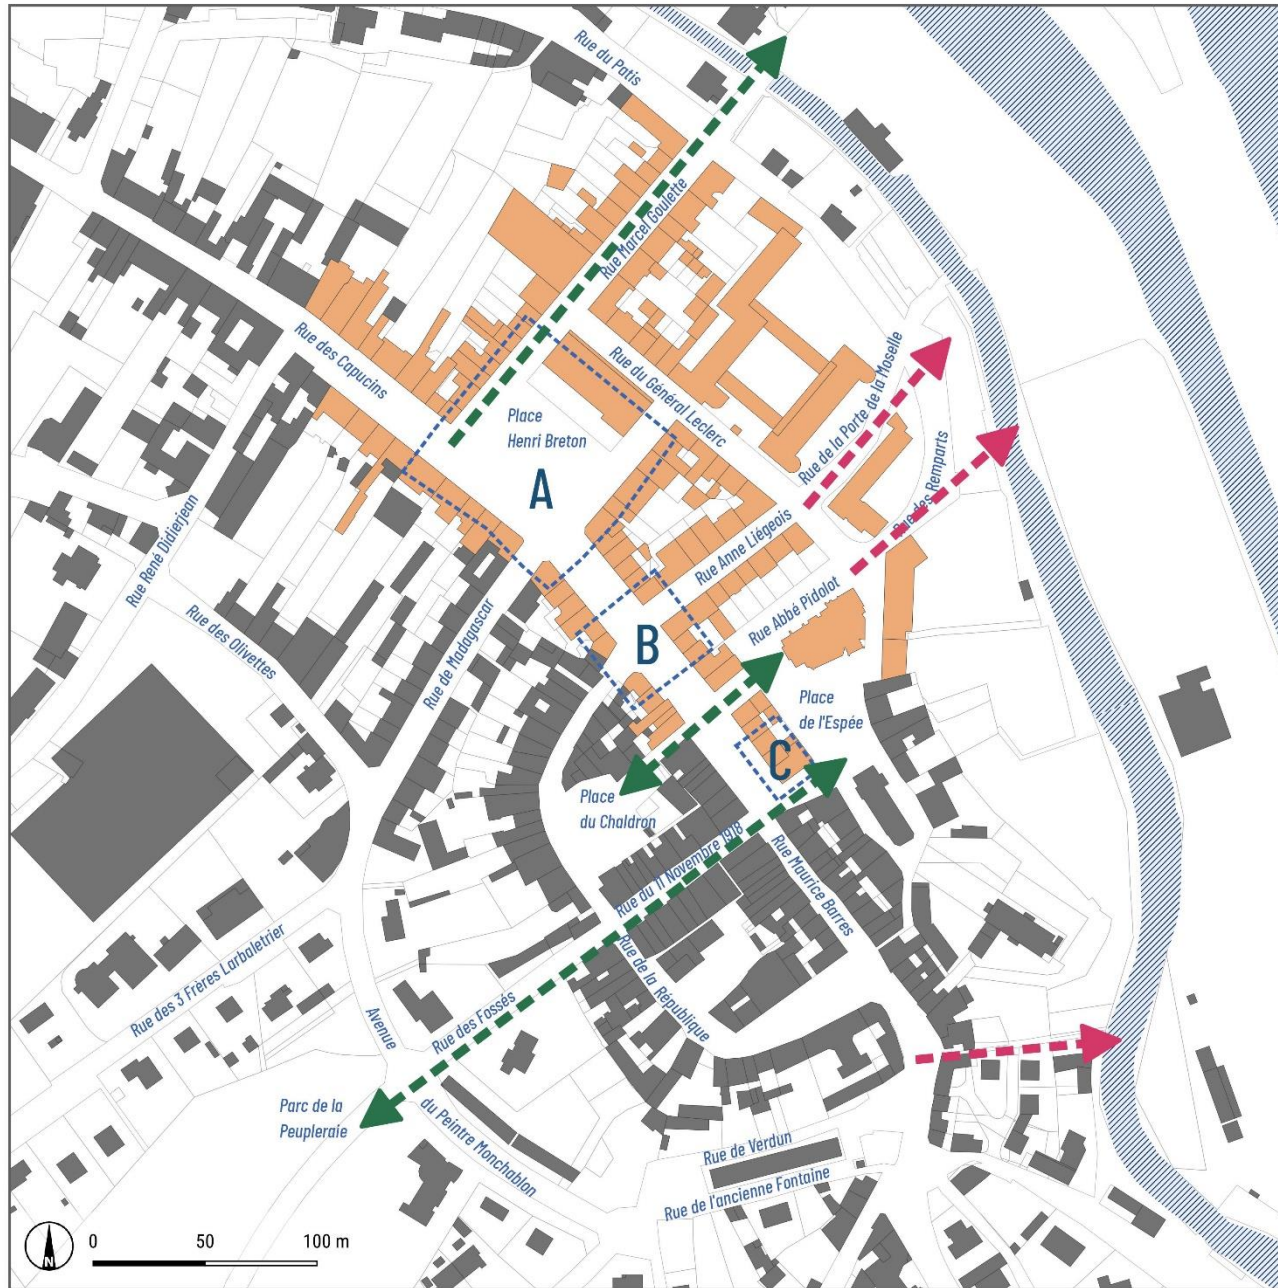 Rue du Patis
Rue Marcel Goulette
Rue des Capucins
Place
Henri Breton
Rue du Général Leclerc
A
Rue de la Porte de la Moselle
Rue des Remparts
Rue Anne Liégeois
Rue René Didierjean
Rue de Madagascar
B
Rue Abbé Pidolot
Rue des Olivettes
Place
de l'Espée
C
Place
du Chaldron
Rue du 11 Novembre 1918
Rue Maurice Barres
Rue des 3 Frères Larbaletrier
Rue de la République
Rue des Fossés
Avenue
du Peintre Monchablon
Parc de la
Peupleraie
Rue de Verdun
Rue de l'ancienne Fontaine
N
0 50 100 m